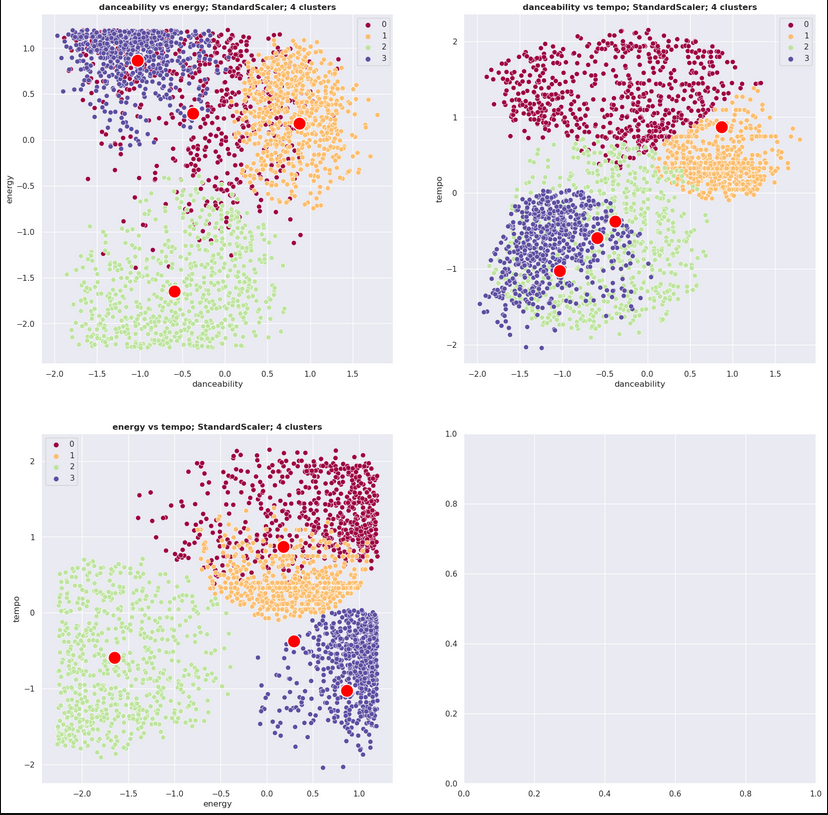 danceability vs energy; StandardScaler; 4 clusters
0
1
2
3
1.0
0.5
0.0
−0.5
−1.0
−1.5
−2.0
energy
−2.0 −1.5 −1.0 −0.5 0.0 0.5 1.0 1.5
danceability
danceability vs tempo; StandardScaler; 4 clusters
0
1
2
3
2
1
0
−1
−2
tempo
−2.0 −1.5 −1.0 −0.5 0.0 0.5 1.0 1.5
danceability
energy vs tempo; StandardScaler; 4 clusters
0
1
2
3
2
1
0
−1
−2
tempo
−2.0 −1.5 −1.0 −0.5 0.0 0.5 1.0
energy
1.0
0.8
0.6
0.4
0.2
0.0
0.0 0.2 0.4 0.6 0.8 1.0